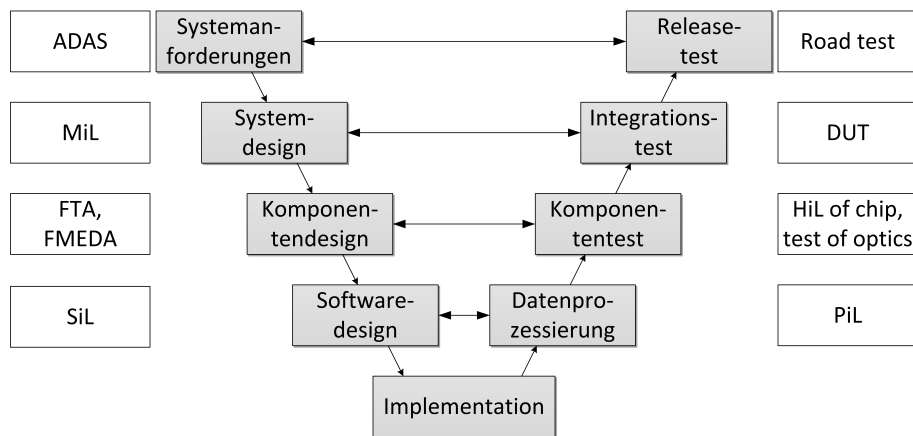 ADAS
Systeman-
forderungen
Release-
test
Road test
MiL
System-
design
Integrations-
test
DUT
FTA,
FMEDA
Komponen-
tendesign
Komponen-
tentest
HiL of chip,
test of optics
SiL
Software-
design
Datenpro-
zessierung
PiL
Implementation